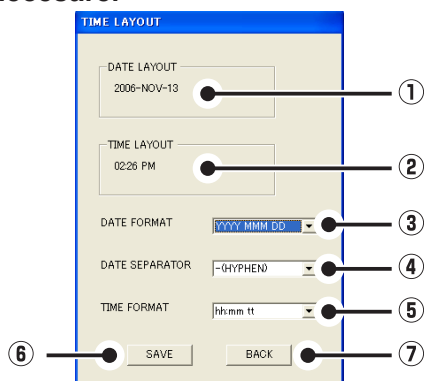 TIME LAYOUT
DATE LAYOUT
2006-NOV-13
①
TIME LAYOUT
02:26 PM
②
DATE FORMAT
YYYY MMM DD
③
DATE SEPARATOR
-(HYPHEN)
④
TIME FORMAT
hh:mm tt
⑤
⑥
SAVE
BACK
⑦